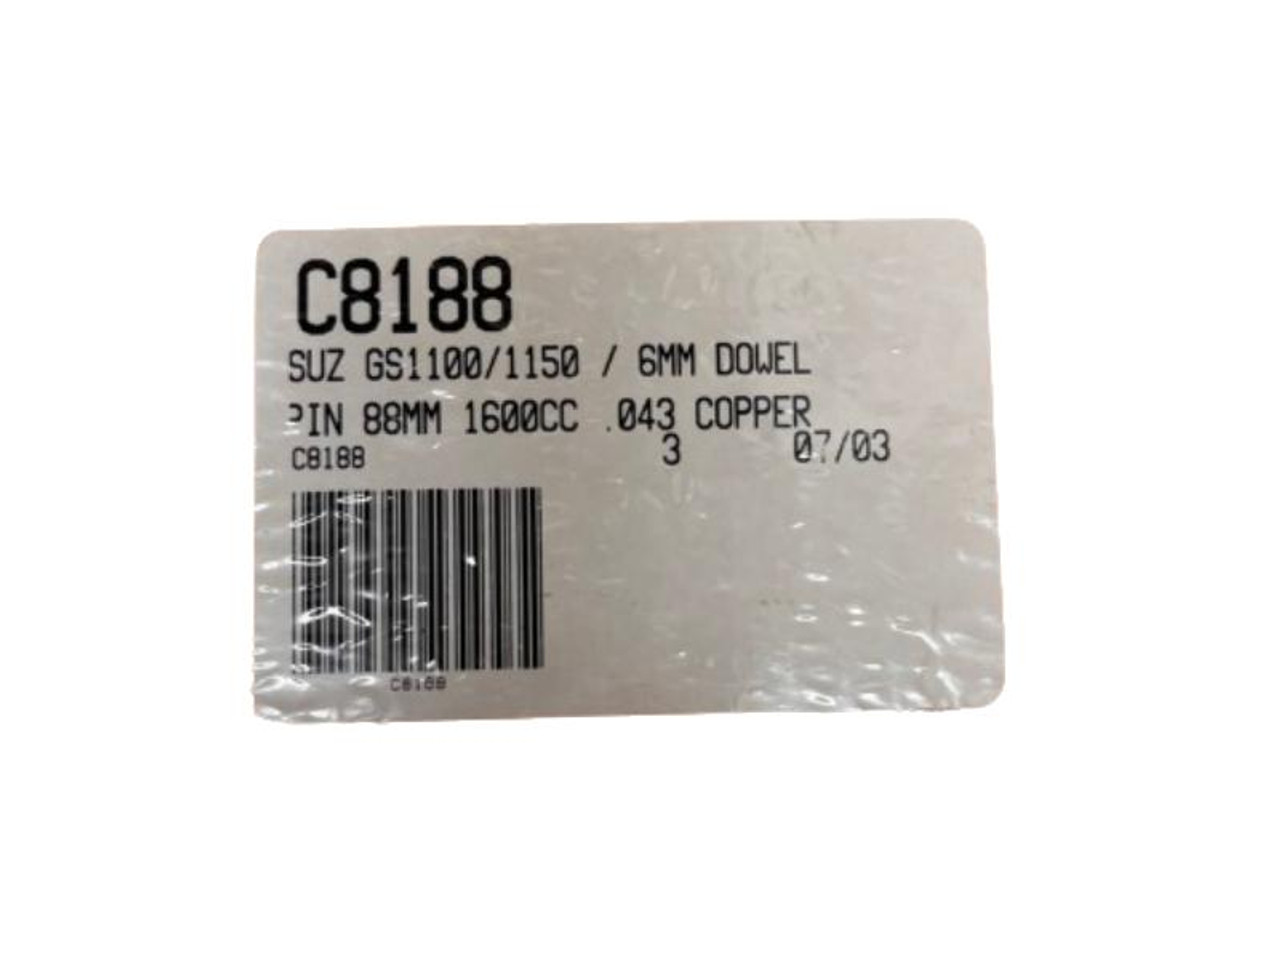 C8188
SUZ GS1100/1150 / 6MM DOWEL
PIN 88MM 1600CC .043 COPPER
C8188 3 07/03
C8188